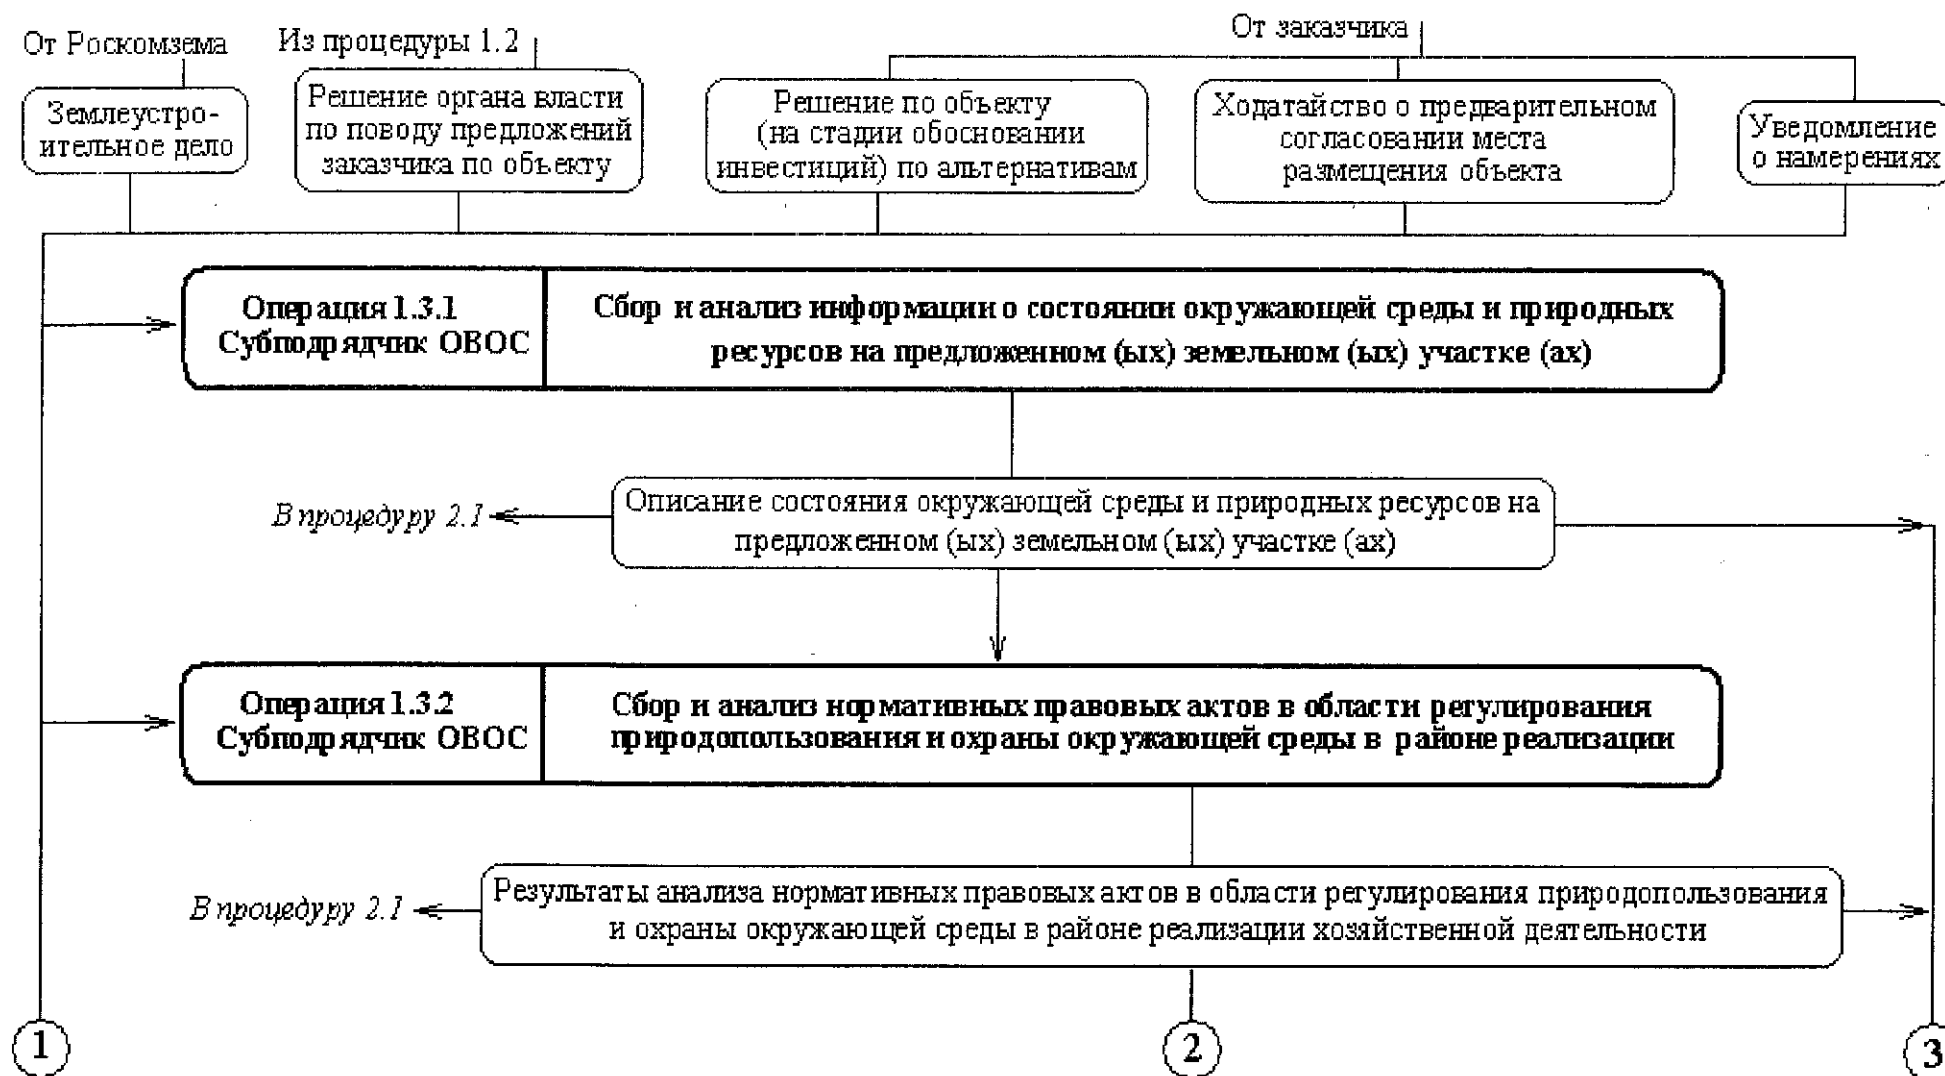 От Роскомзема
Из процедуры 1.2
От заказчика
Землеустро-
ительное дело
Решение органа власти
по поводу предложений
заказчика по объекту
Решение по объекту
(на стадии обосновании
инвестиций) по альтернативам
Ходатайство о предварительном
согласовании места
размещения объекта
Уведомление
о намерениях
Операция 1.3.1
Субподрядчик ОВОС
Сбор и анализ информации о состоянии окружающей среды и природных
ресурсов на предложенном (ых) земельном (ых) участке (ах)
В процедуру 2.1
Описание состояния окружающей среды и природных ресурсов на
предложенном (ых) земельном (ых) участке (ах)
Операция 1.3.2
Субподрядчик ОВОС
Сбор и анализ нормативных правовых актов в области регулирования
природопользования и охраны окружающей среды в районе реализации
В процедуру 2.1
Результаты анализа нормативных правовых актов в области регулирования природопользования
и охраны окружающей среды в районе реализации хозяйственной деятельности
1
2
3